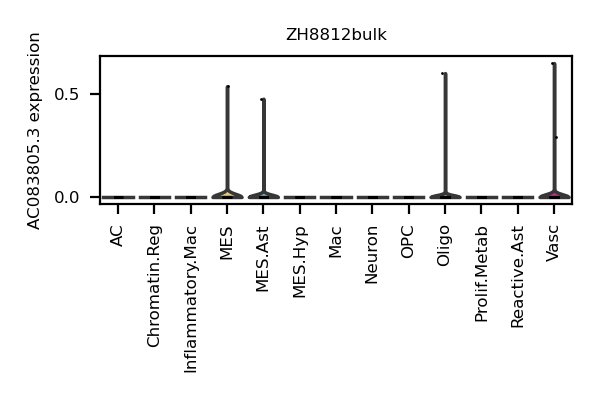 ZH8812bulk
AC083805.3 expression
0.5
0.0
AC
Chromatin.Reg
Inflammatory.Mac
MES
MES.Ast
MES.Hyp
Mac
Neuron
OPC
Oligo
Prolif.Metab
Reactive.Ast
Vasc